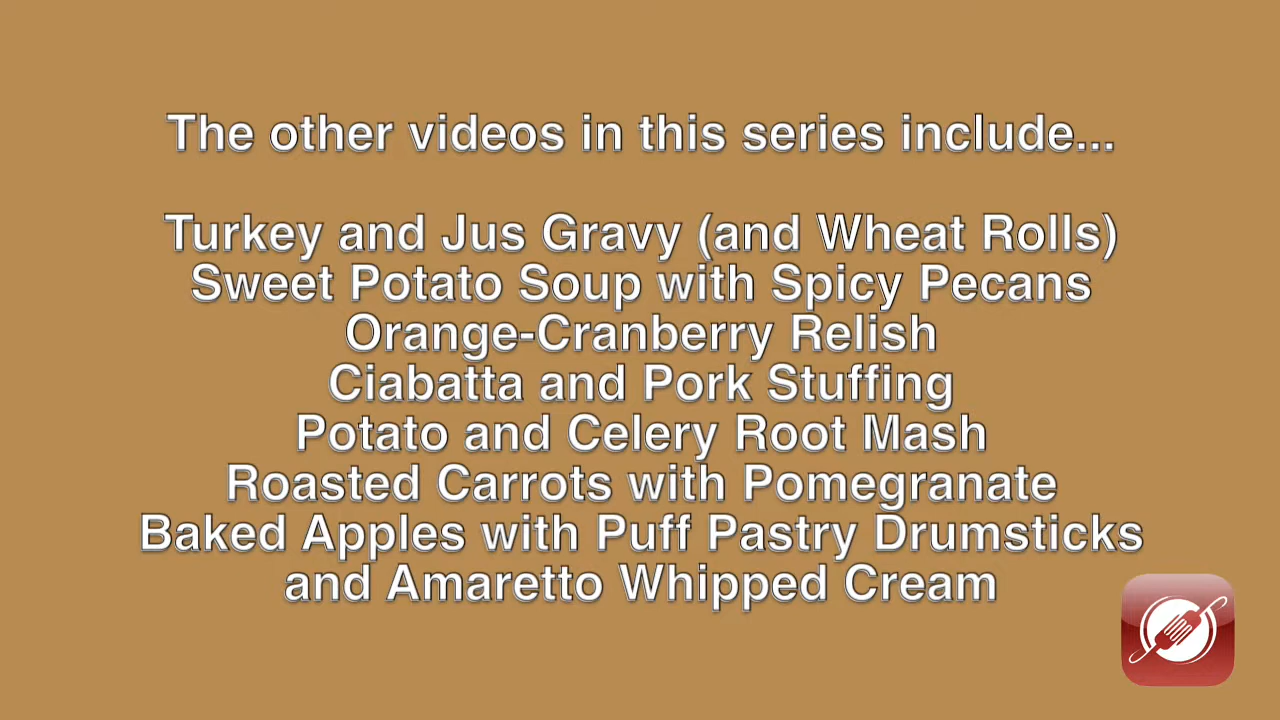 The other videos in this series include...
Turkey and Jus Gravy (and Wheat Rolls)
Sweet Potato Soup with Spicy Pecans
Orange-Cranberry Relish
Ciabatta and Pork Stuffing
Potato and Celery Root Mash
Roasted Carrots with Pomegranate
Baked Apples with Puff Pastry Drumsticks
and Amaretto Whipped Cream